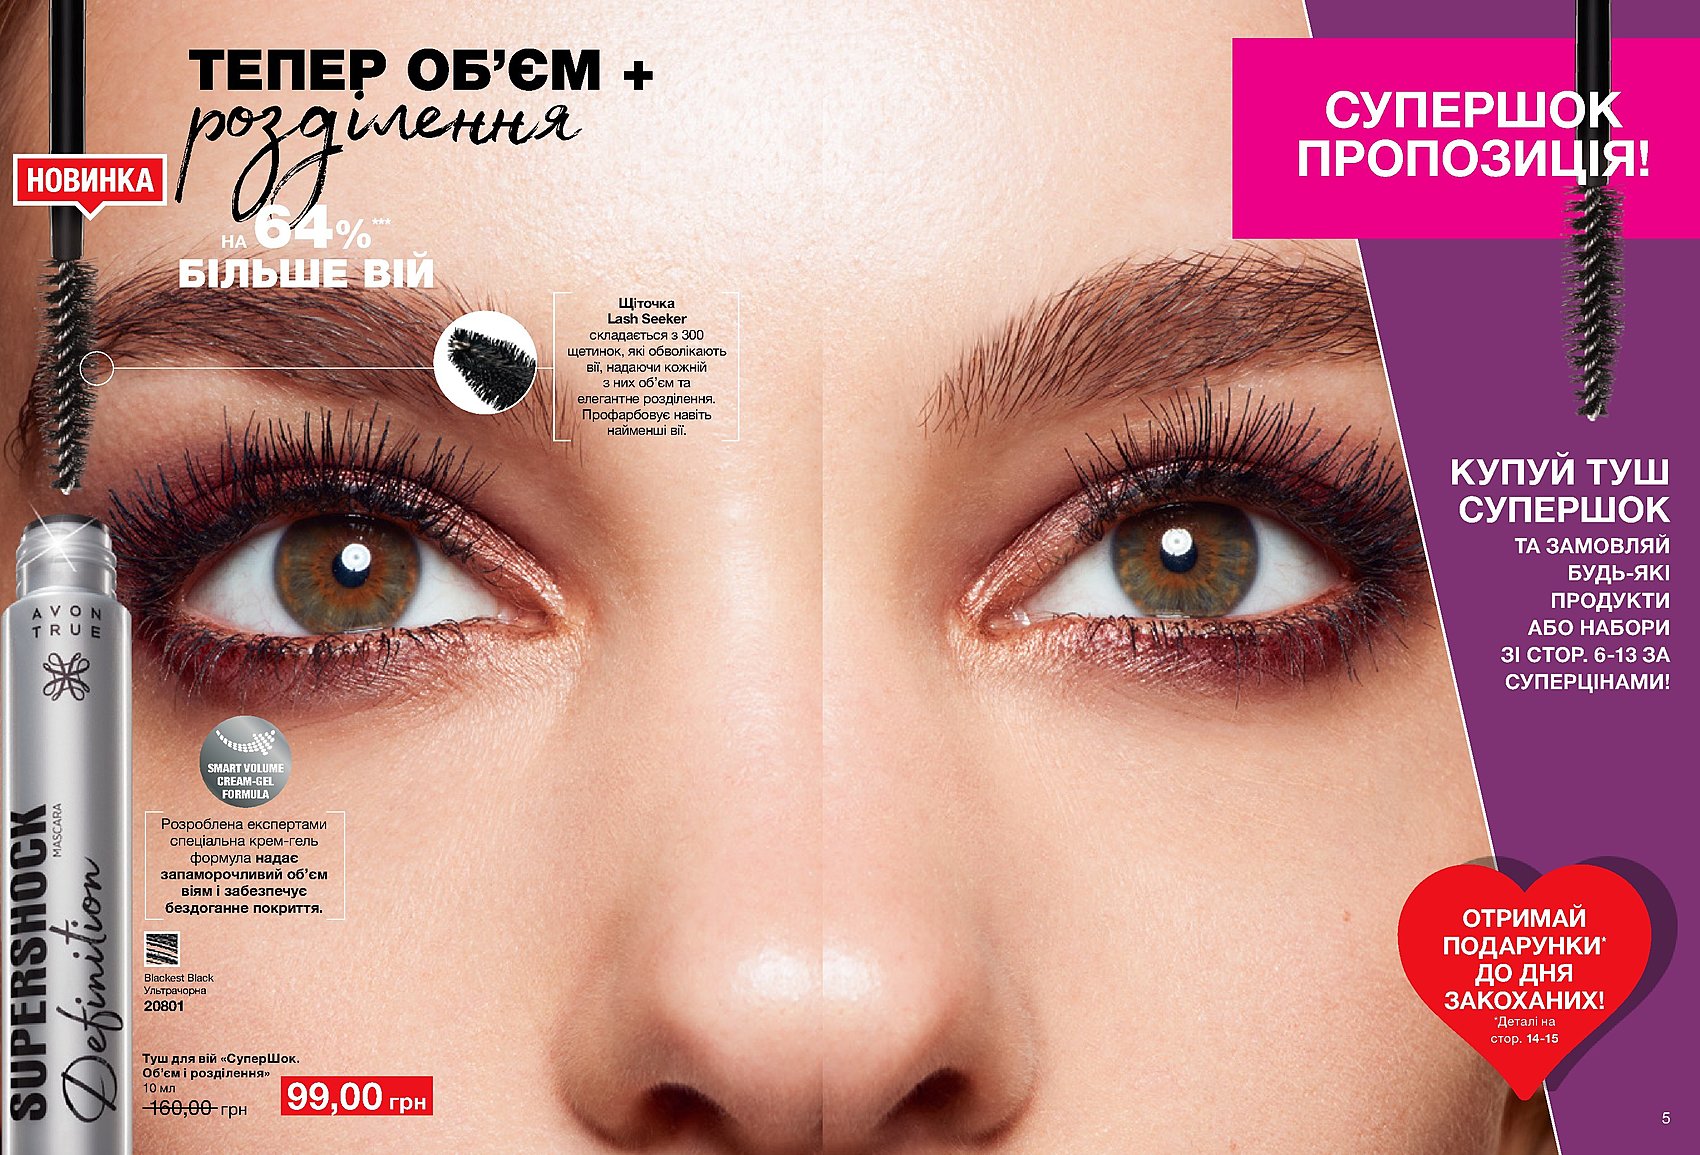 ТЕПЕР ОБ’ЄМ +
розділення
НОВИНКА
НА 64%***
БІЛЬШЕ ВІЙ
Щіточка
Lash Seeker
складається з 300
щетинок, які обволікають
вії, надаючи кожній
з них об’єм та
елегантне розділення.
Профарбовує навіть
найменші вії.
AVON
TRUE
SUPERSHOCK
MASCARA
Definition
SMART VOLUME
CREAM-GEL
FORMULA
Розроблена експертами
спеціальна крем-гель
формула надає
запаморочливий об’єм
віям і забезпечує
бездоганне покриття.
Blackest Black
Ультрачорна
20801
Туш для вій «СуперШок.
Об’єм і розділення»
10 мл
160,00 грн
99,00 грн
СУПЕРШОК
ПРОПОЗИЦІЯ!
КУПУЙ ТУШ
СУПЕРШОК
ТА ЗАМОВЛЯЙ
БУДЬ-ЯКІ
ПРОДУКТИ
АБО НАБОРИ
ЗІ СТОР. 6-13 ЗА
СУПЕРЦІНАМИ!
ОТРИМАЙ
ПОДАРУНКИ*
ДО ДНЯ
ЗАКОХАНИХ!
*Деталі на
стор. 14-15
5